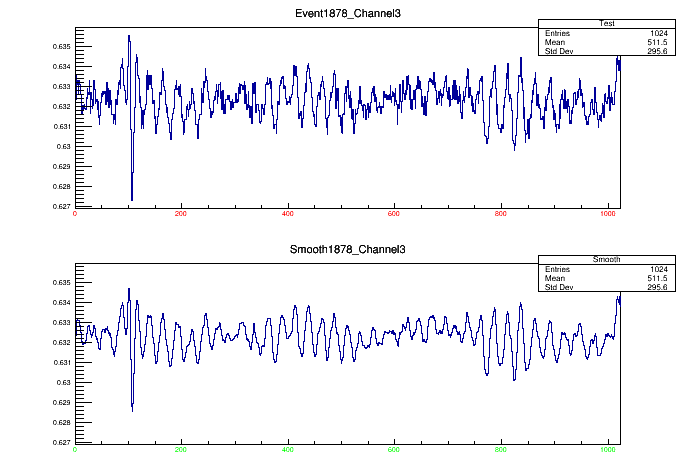 Event1878_Channel3
Test
Entries 1024
Mean 511.5
Std Dev 295.6
0.635
0.634
0.633
0.632
0.631
0.63
0.629
0.628
0.627
0 200 400 600 800 1000
Smooth1878_Channel3
Smooth
Entries 1024
Mean 511.5
Std Dev 295.6
0.635
0.634
0.633
0.632
0.631
0.63
0.629
0.628
0.627
0 200 400 600 800 1000